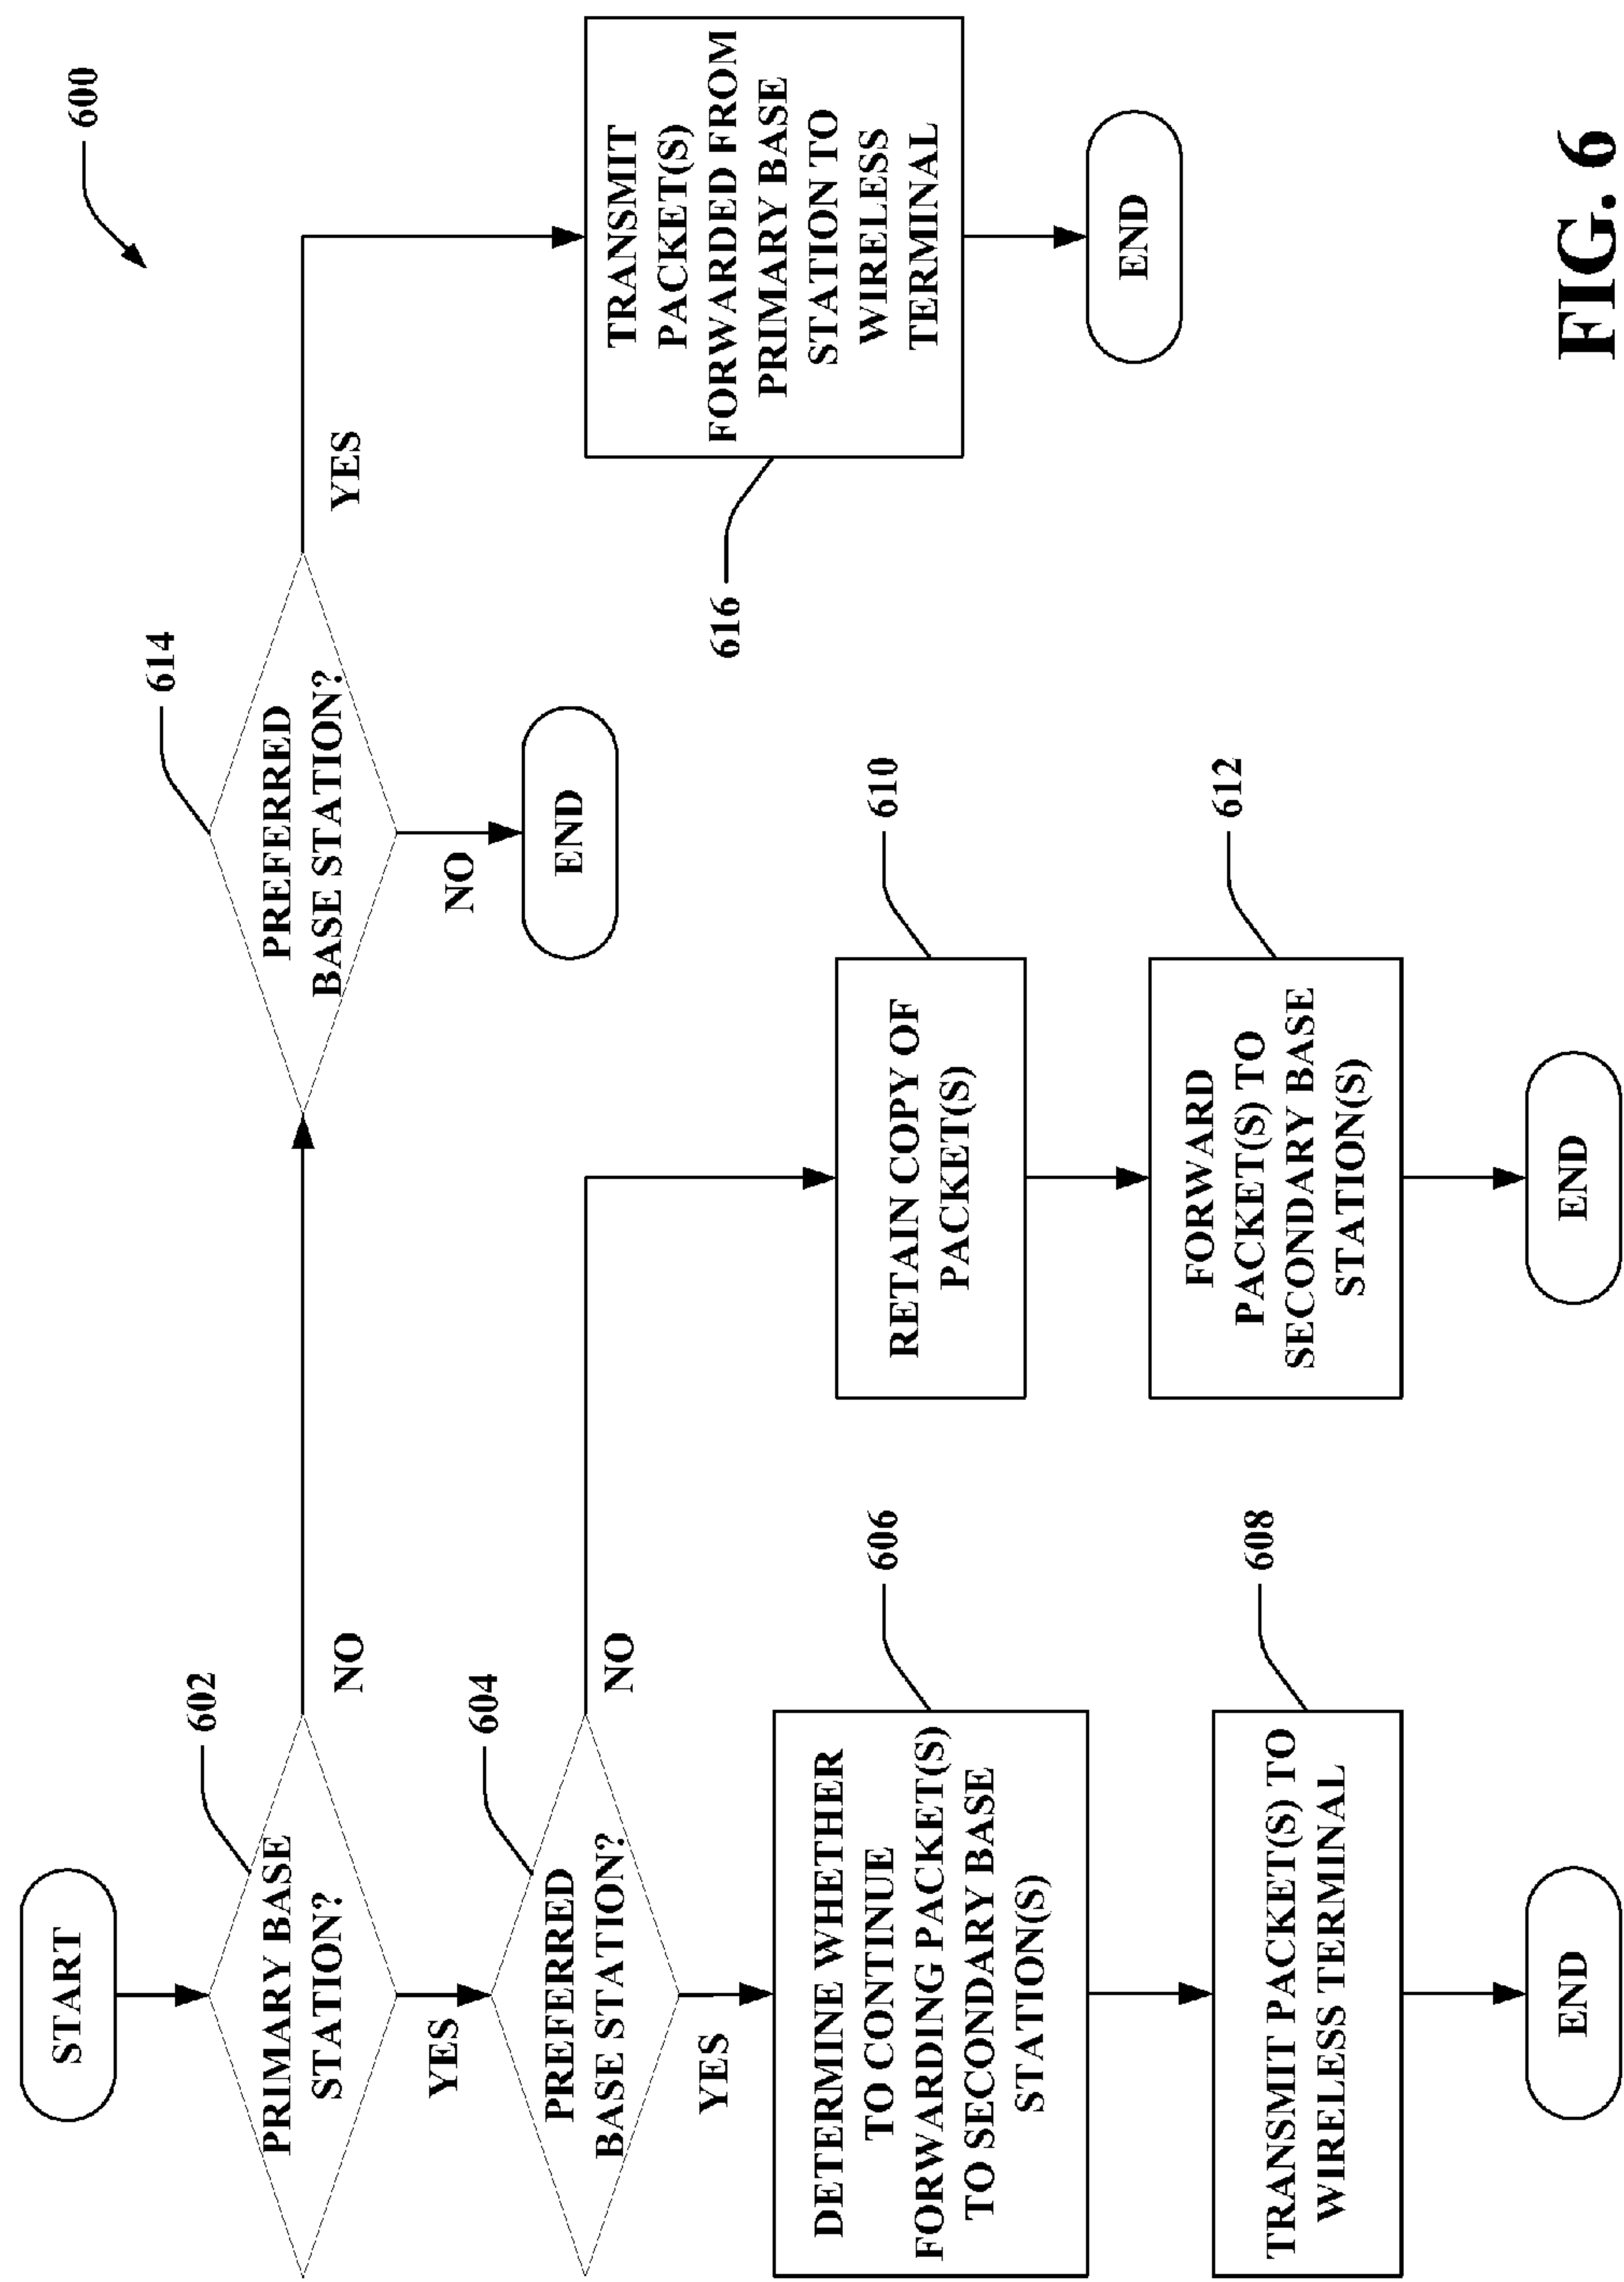 600
START
602
PRIMARY BASE
STATION?
NO
YES
604
PREFERRED
BASE STATION?
NO
YES
606
DETERMINE WHETHER
TO CONTINUE
FORWARDING PACKET(S)
TO SECONDARY BASE
STATION(S)
608
TRANSMIT PACKET(S) TO
WIRELESS TERMINAL
END
610
RETAIN COPY OF
PACKET(S)
612
FORWARD
PACKET(S) TO
SECONDARY BASE
STATION(S)
END
614
PREFERRED
BASE STATION?
NO
END
YES
616
TRANSMIT
PACKET(S)
FORWARDED FROM
PRIMARY BASE
STATION TO
WIRELESS
TERMINAL
END
FIG. 6